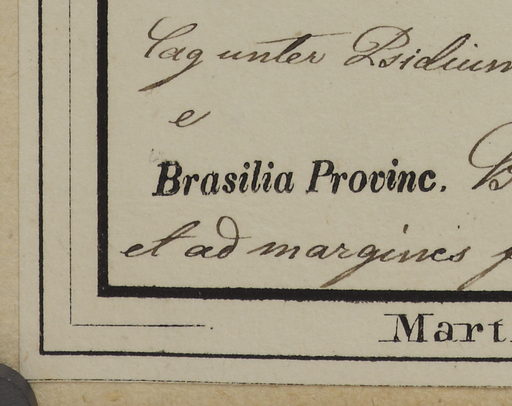 lag unter Psidium
e
Brasilia Provinc. B
et ad margines f
Mart